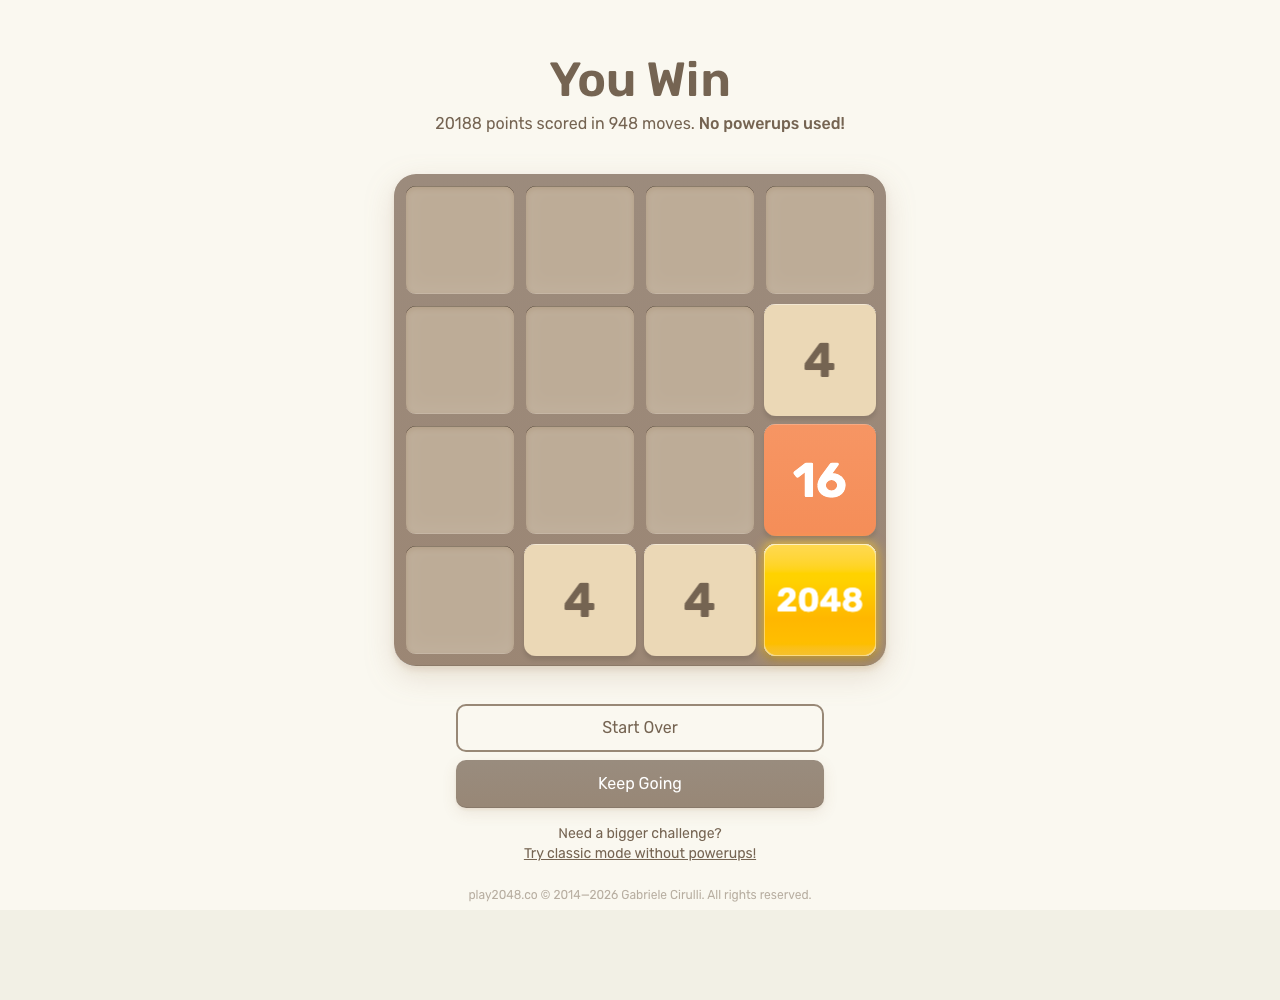 You Win
20188 points scored in 948 moves. No powerups used!
4
16
4 4 2048
Start Over
Keep Going
Need a bigger challenge?
Try classic mode without powerups!
play2048.co © 2014—2026 Gabriele Cirulli. All rights reserved.